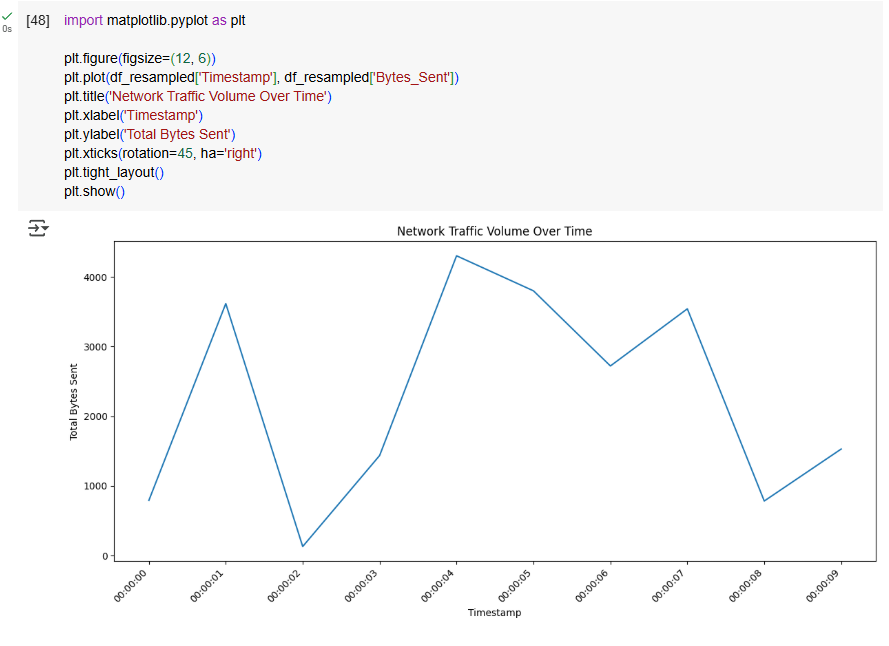 [48] import matplotlib.pyplot as plt
plt.figure(figsize=(12, 6))
plt.plot(df_resampled['Timestamp'], df_resampled['Bytes_Sent'])
plt.title('Network Traffic Volume Over Time')
plt.xlabel('Timestamp')
plt.ylabel('Total Bytes Sent')
plt.xticks(rotation=45, ha='right')
plt.tight_layout()
plt.show()
0s
Network Traffic Volume Over Time
Total Bytes Sent
4000
3000
2000
1000
0
00:00:00
00:00:01
00:00:02
00:00:03
00:00:04
00:00:05
00:00:06
00:00:07
00:00:08
00:00:09
Timestamp